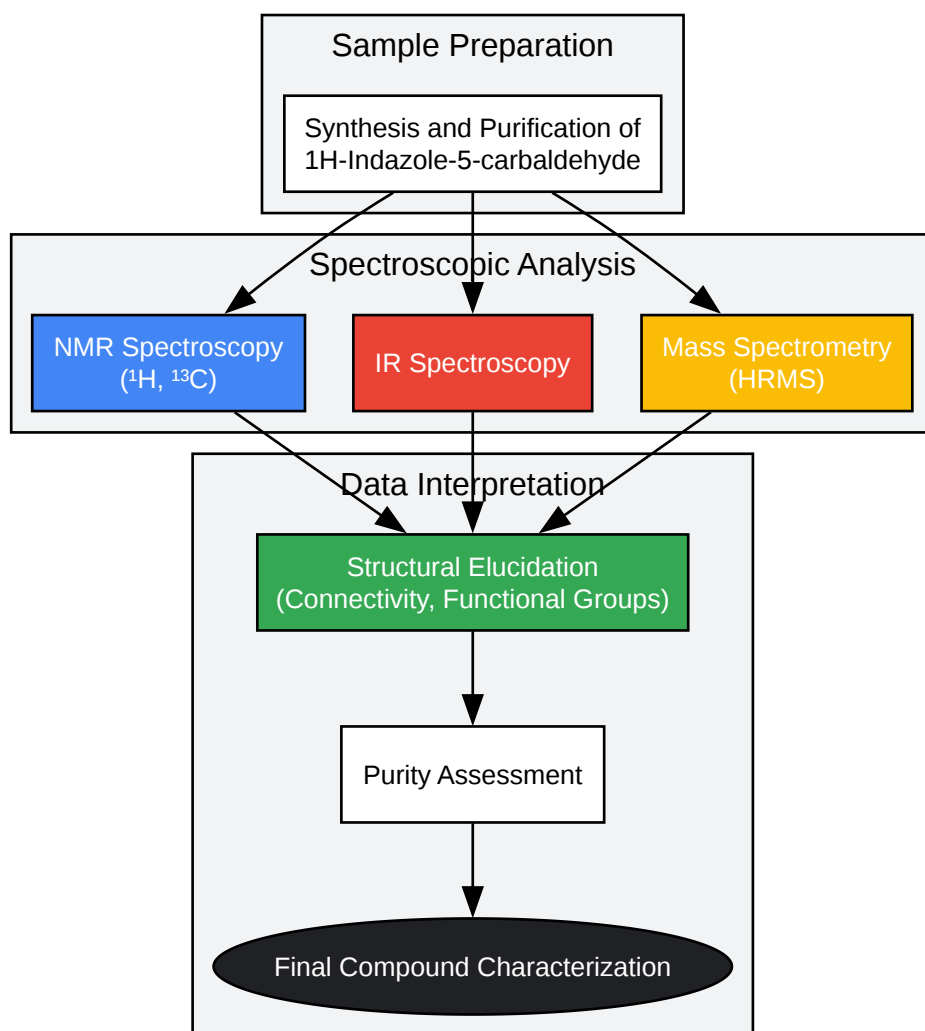 Sample Preparation
Synthesis and Purification of
1H-Indazole-5-carbaldehyde
Spectroscopic Analysis
NMR Spectroscopy
(¹H, ¹³C)
IR Spectroscopy
Mass Spectrometry
(HRMS)
Data Interpretation
Structural Elucidation
(Connectivity, Functional Groups)
Purity Assessment
Final Compound Characterization